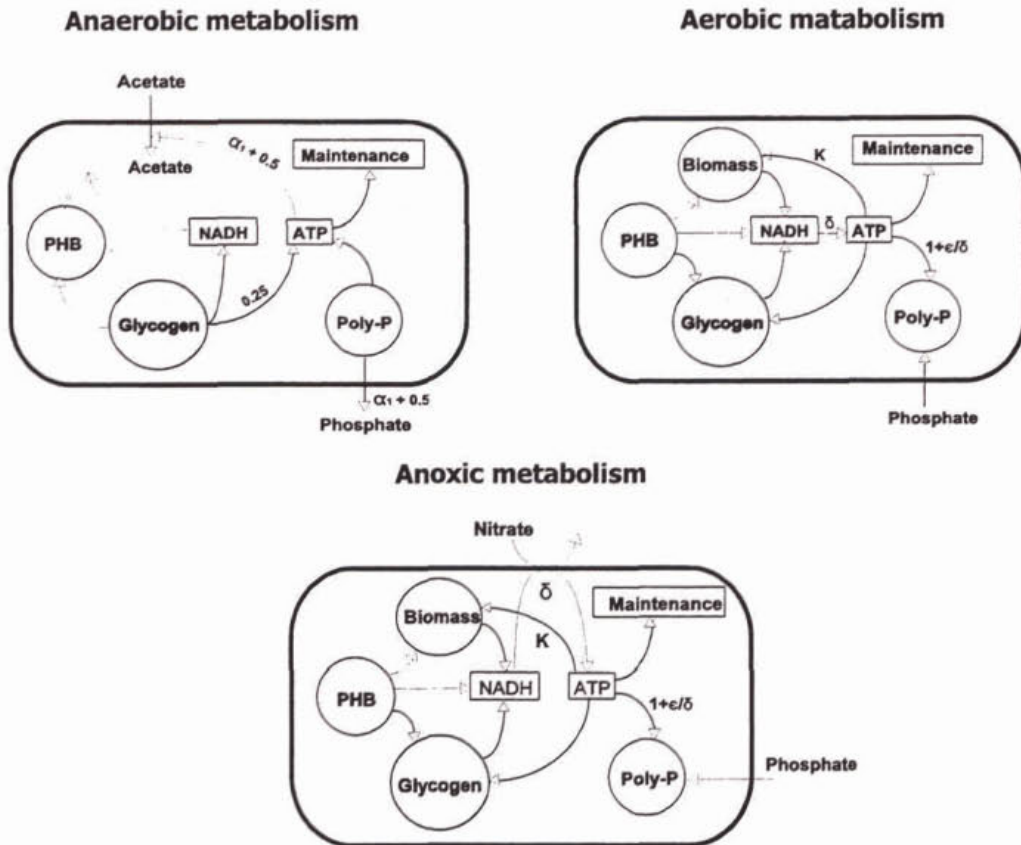 Anaerobic metabolism
Acetate
Acetate
α₁ + 0.5
Maintenance
PHB
NADH
ATP
0.25
Glycogen
Poly-P
α₁ + 0.5
Phosphate
Aerobic matabolism
Biomass
K
Maintenance
PHB
NADH
δ
ATP
1+ε/δ
Glycogen
Poly-P
Phosphate
Anoxic metabolism
Nitrate
δ
Biomass
Maintenance
K
PHB
NADH
ATP
1+ε/δ
Glycogen
Poly-P
Phosphate